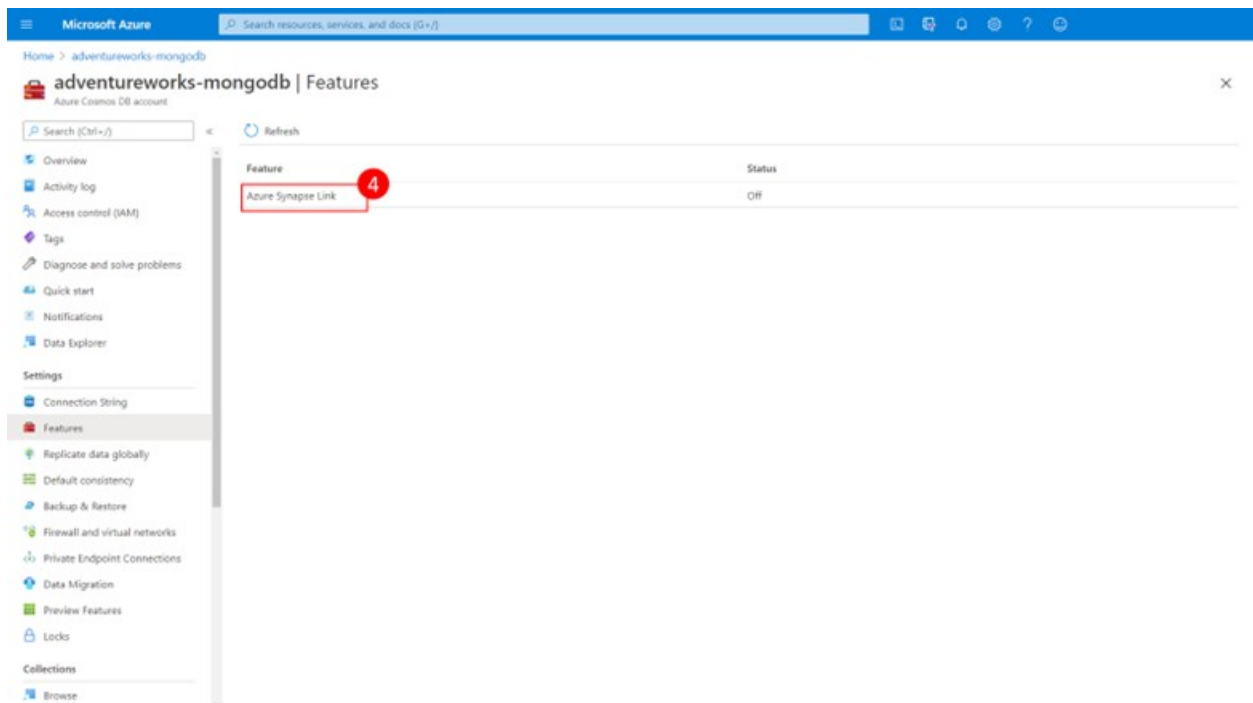 Microsoft Azure
Search resources, services, and docs (G+/)
Home > adventureworks-mongodb
adventureworks-mongodb | Features
Azure Cosmos DB account
Search (Ctrl+/)
Refresh
Overview
Activity log
Access control (IAM)
Tags
Diagnose and solve problems
Quick start
Notifications
Data Explorer
Settings
Connection String
Features
Replicate data globally
Default consistency
Backup & Restore
Firewall and virtual networks
Private Endpoint Connections
Data Migration
Preview Features
Locks
Collections
Browse
Feature Status
4
Azure Synapse Link Off